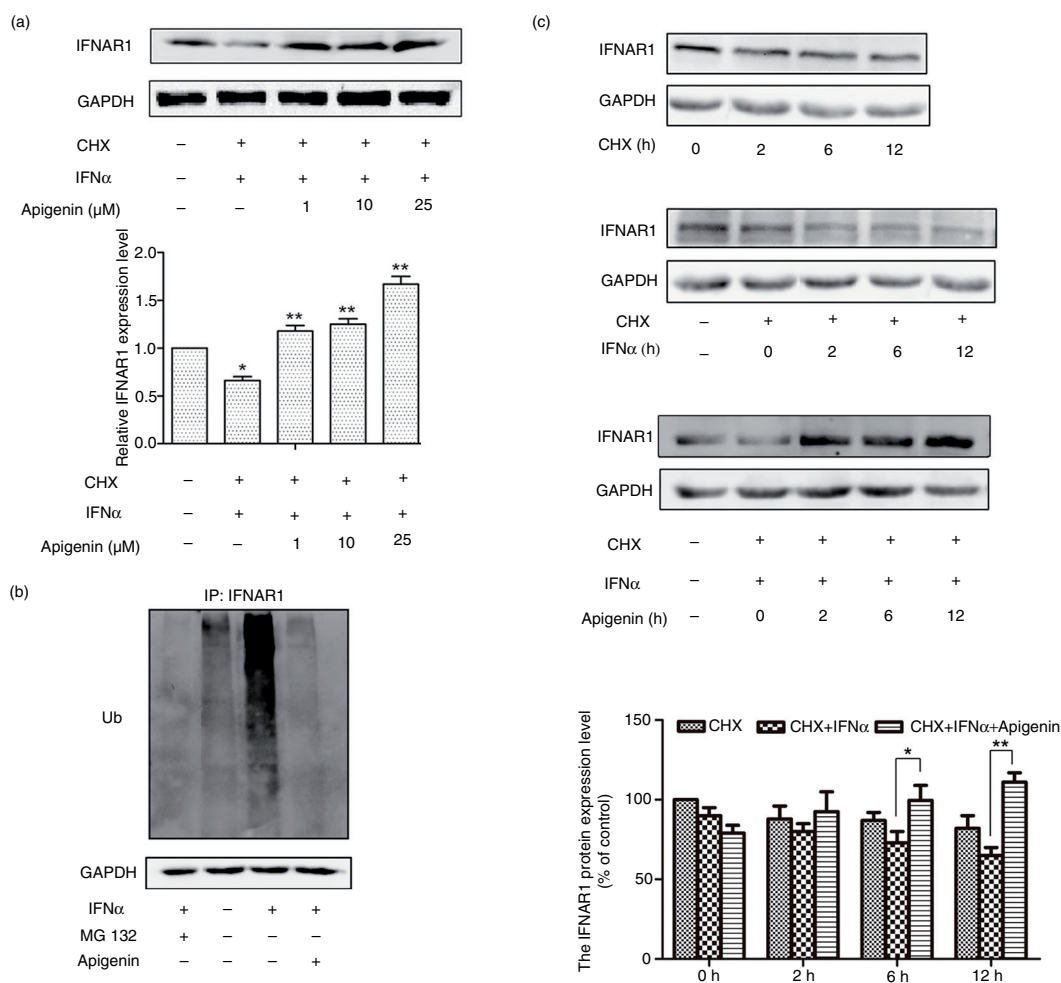 (a)
IFNAR1
GAPDH
CHX – + + + +
IFNα – + + + +
Apigenin (µM) – – 1 10 25
Relative IFNAR1 expression level
2.0
1.5
1.0
0.5
0.0
* ** ** **
CHX – + + + +
IFNα – + + + +
Apigenin (µM) – – 1 10 25
(b)
IP: IFNAR1
Ub
GAPDH
IFNα + – + +
MG 132 + – – –
Apigenin – – – +
(c)
IFNAR1
GAPDH
CHX (h) 0 2 6 12
IFNAR1
GAPDH
CHX – + + + +
IFNα (h) – 0 2 6 12
IFNAR1
GAPDH
CHX – + + + +
IFNα – + + + +
Apigenin (h) – 0 2 6 12
The IFNAR1 protein expression level
(% of control)
150
100
50
0
CHX CHX+IFNα CHX+IFNα+Apigenin
* **
0 h 2 h 6 h 12 h